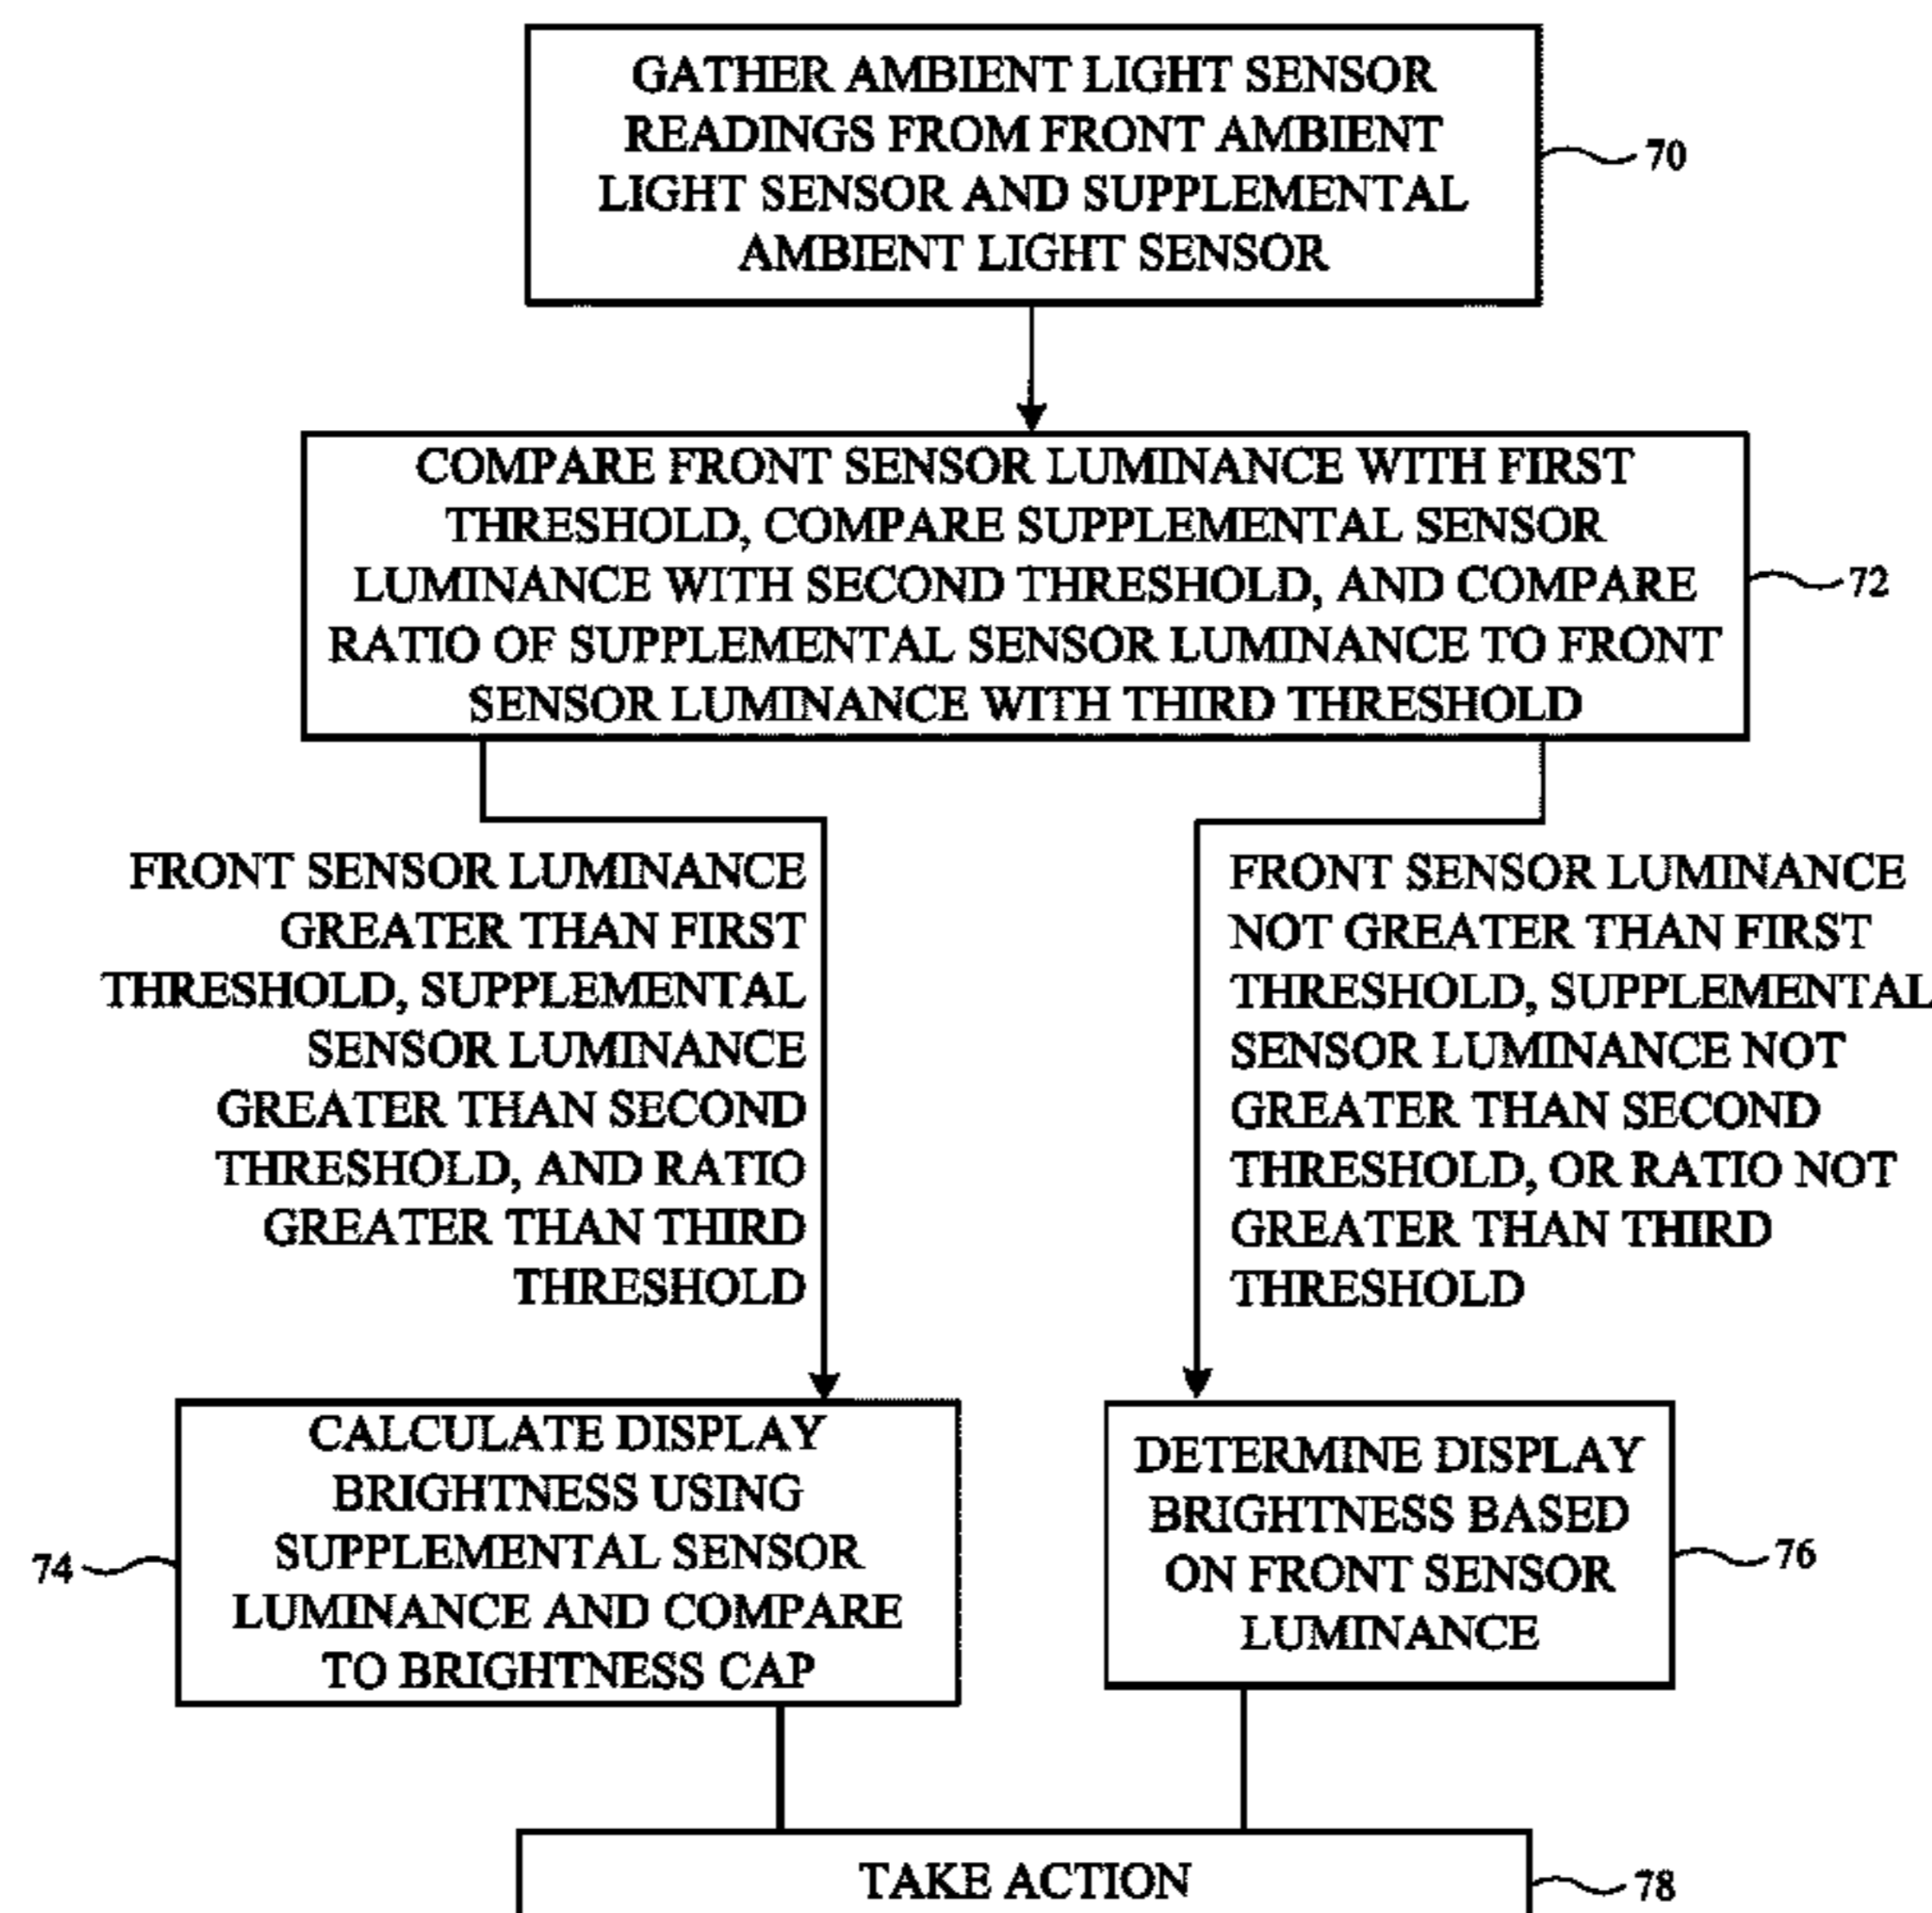 GATHER AMBIENT LIGHT SENSOR
READINGS FROM FRONT AMBIENT
LIGHT SENSOR AND SUPPLEMENTAL
AMBIENT LIGHT SENSOR
70
COMPARE FRONT SENSOR LUMINANCE WITH FIRST
THRESHOLD, COMPARE SUPPLEMENTAL SENSOR
LUMINANCE WITH SECOND THRESHOLD, AND COMPARE
RATIO OF SUPPLEMENTAL SENSOR LUMINANCE TO FRONT
SENSOR LUMINANCE WITH THIRD THRESHOLD
72
FRONT SENSOR LUMINANCE
GREATER THAN FIRST
THRESHOLD, SUPPLEMENTAL
SENSOR LUMINANCE
GREATER THAN SECOND
THRESHOLD, AND RATIO
GREATER THAN THIRD
THRESHOLD
FRONT SENSOR LUMINANCE
NOT GREATER THAN FIRST
THRESHOLD, SUPPLEMENTAL
SENSOR LUMINANCE NOT
GREATER THAN SECOND
THRESHOLD, OR RATIO NOT
GREATER THAN THIRD
THRESHOLD
74
CALCULATE DISPLAY
BRIGHTNESS USING
SUPPLEMENTAL SENSOR
LUMINANCE AND COMPARE
TO BRIGHTNESS CAP
DETERMINE DISPLAY
BRIGHTNESS BASED
ON FRONT SENSOR
LUMINANCE
76
TAKE ACTION
78